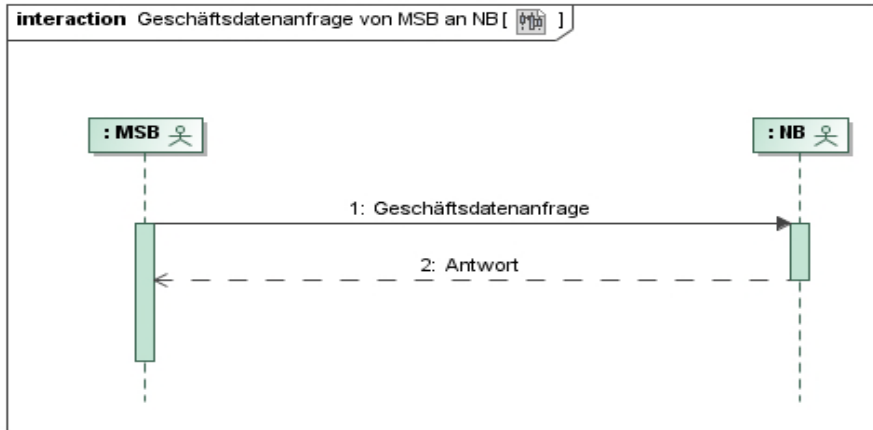 interaction Geschäftsdatenanfrage von MSB an NB [ ]
: MSB
: NB
1: Geschäftsdatenanfrage
2: Antwort